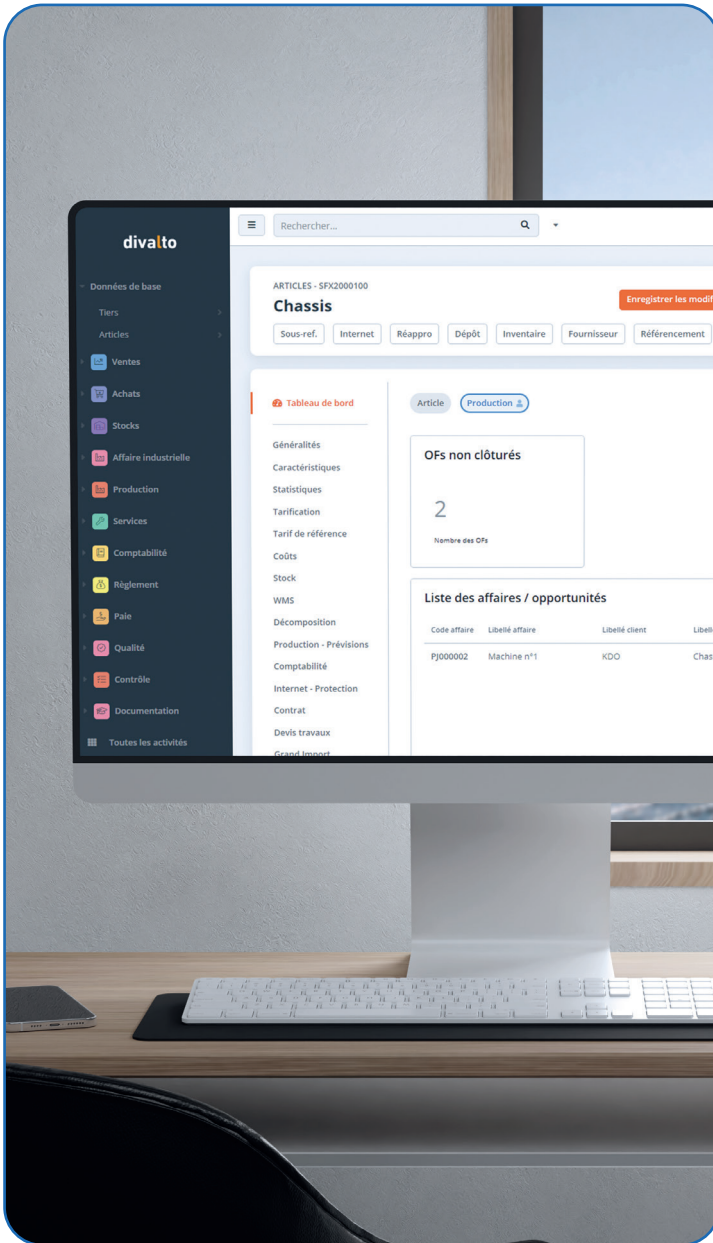 divalto
Données de base
Tiers
Articles
Ventes
Achats
Stocks
Affaire industrielle
Production
Services
Comptabilité
Règlement
Paie
Qualité
Contrôle
Documentation
Toutes les activités
Rechercher...
ARTICLES - SFX2000100
Chassis
Enregistrer les modif
Sous-ref. Internet Réappro Dépôt Inventaire Fournisseur Référencement
Tableau de bord
Généralités
Caractéristiques
Statistiques
Tarification
Tarif de référence
Coûts
Stock
WMS
Décomposition
Production - Prévisions
Comptabilité
Internet - Protection
Contrat
Devis travaux
Grand Import
Article Production
OFs non clôturés
2
Nombre des OFs
Liste des affaires / opportunités
Code affaire Libellé affaire Libellé client Libell
PJ000002 Machine n°1 KDO Chas